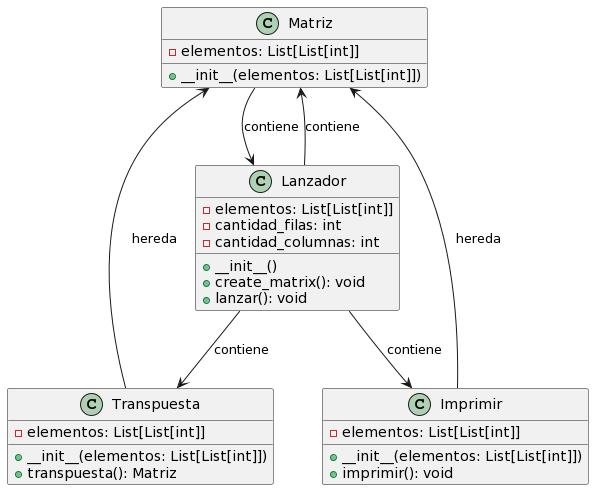 C Matriz
elementos: List[List[int]]
__init__(elementos: List[List[int]])
contiene
contiene
C Lanzador
elementos: List[List[int]]
cantidad_filas: int
cantidad_columnas: int
__init__()
create_matrix(): void
lanzar(): void
hereda
hereda
contiene
contiene
C Transpuesta
elementos: List[List[int]]
__init__(elementos: List[List[int]])
transpuesta(): Matriz
C Imprimir
elementos: List[List[int]]
__init__(elementos: List[List[int]])
imprimir(): void